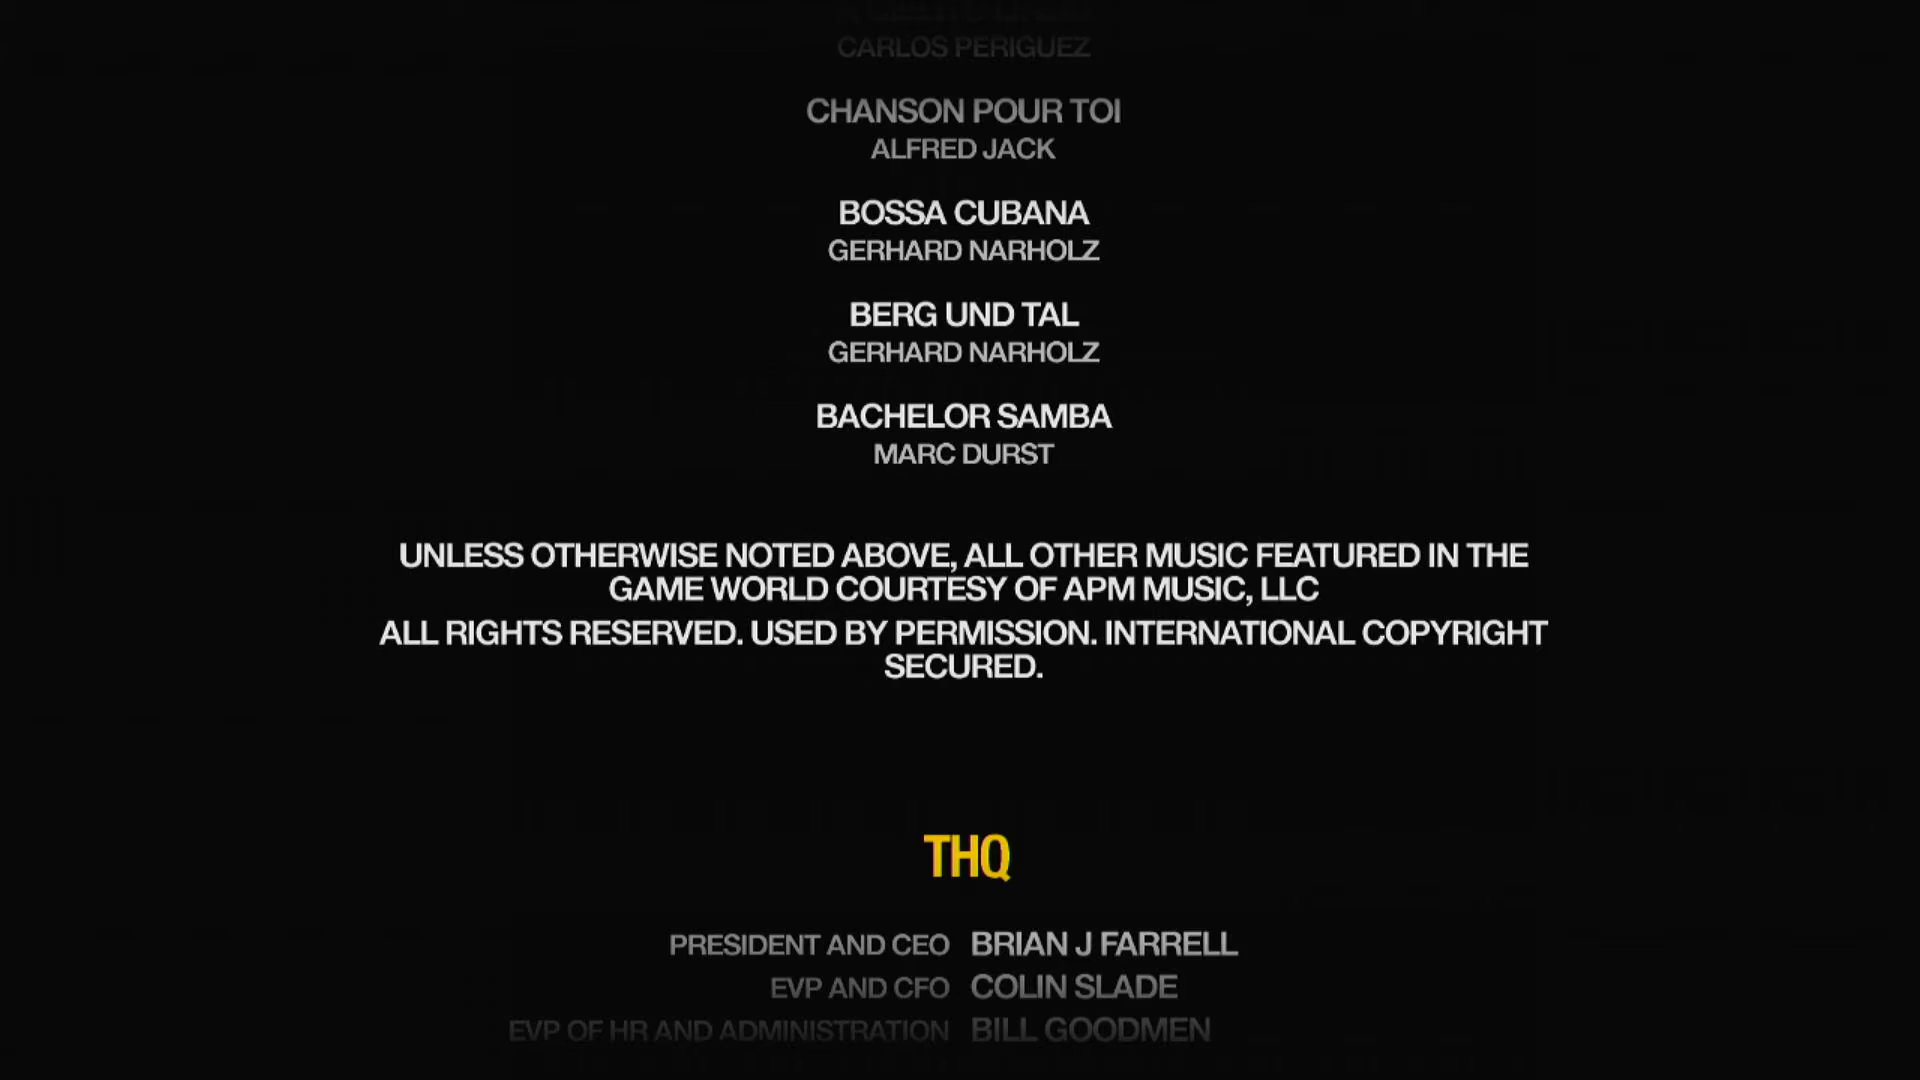 CARLOS PERIGUEZ
CHANSON POUR TOI
ALFRED JACK
BOSSA CUBANA
GERHARD NARHOLZ
BERG UND TAL
GERHARD NARHOLZ
BACHELOR SAMBA
MARC DURST
UNLESS OTHERWISE NOTED ABOVE, ALL OTHER MUSIC FEATURED IN THE
GAME WORLD COURTESY OF APM MUSIC, LLC
ALL RIGHTS RESERVED. USED BY PERMISSION. INTERNATIONAL COPYRIGHT
SECURED.
THQ
PRESIDENT AND CEO BRIAN J FARRELL
EVP AND CFO COLIN SLADE
EVP OF HR AND ADMINISTRATION BILL GOODMEN